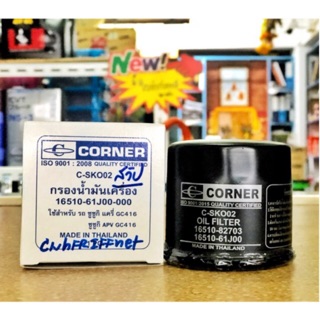 New!
CORNER
ISO 9001 : 2008 QUALITY CERTIFIED
C-SKO02
กรองน้ำมันเครื่อง
16510-61J00-000
ใช้สำหรับ รถ ซูซูกิ แครี่ GC416
ซูซูกิ APV GC416
MADE IN THAILAND
CORNER
ISO 9001: 2015 QUALITY CERTIFIED
C-SKO02
OIL FILTER
16510-82703
16510-61J00
MADE IN THAILAND